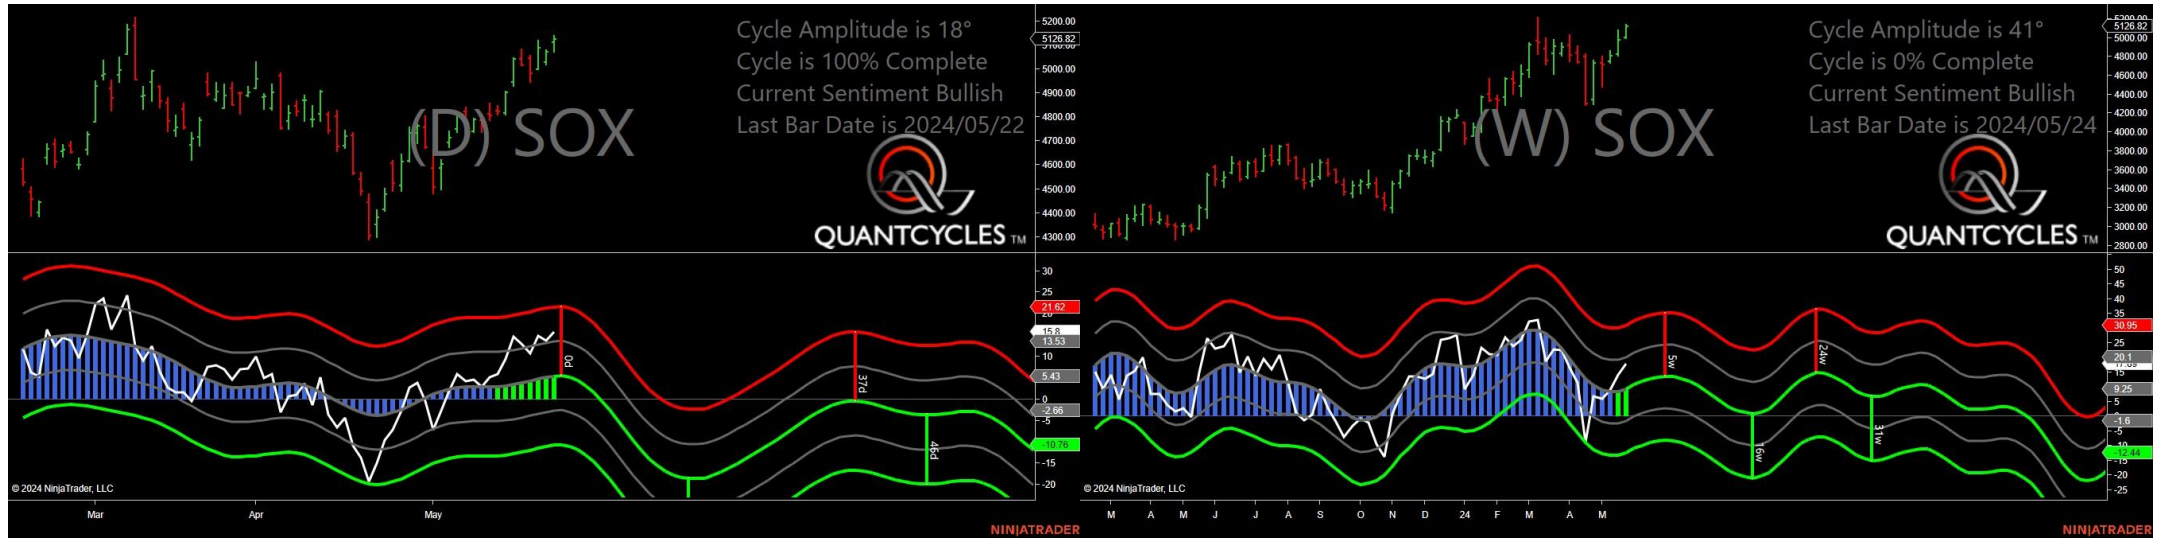 Cycle Amplitude is 18°
Cycle is 100% Complete
Current Sentiment Bullish
Last Bar Date is 2024/05/22
(D) SOX
QUANTCYCLES TM
5200.00
5126.82
5000.00
4900.00
4800.00
4700.00
4600.00
4500.00
4400.00
4300.00
30
25
21.62
20
15.8
13.53
10
5.43
0
-2.66
-5
-10.76
-15
-20
0d
37d
46d
© 2024 NinjaTrader, LLC
Mar
Apr
May
NINJATRADER
Cycle Amplitude is 41°
Cycle is 0% Complete
Current Sentiment Bullish
Last Bar Date is 2024/05/24
(W) SOX
QUANTCYCLES TM
5200.00
5126.82
5000.00
4800.00
4600.00
4400.00
4200.00
4000.00
3800.00
3600.00
3400.00
3200.00
3000.00
2800.00
50
45
40
35
30.95
25
20.1
15
9.25
5
-1.6
-12.44
-15
-20
-25
5w
16w
24w
31w
© 2024 NinjaTrader, LLC
M A M J J A S O N D 24 F M A M
NINJATRADER